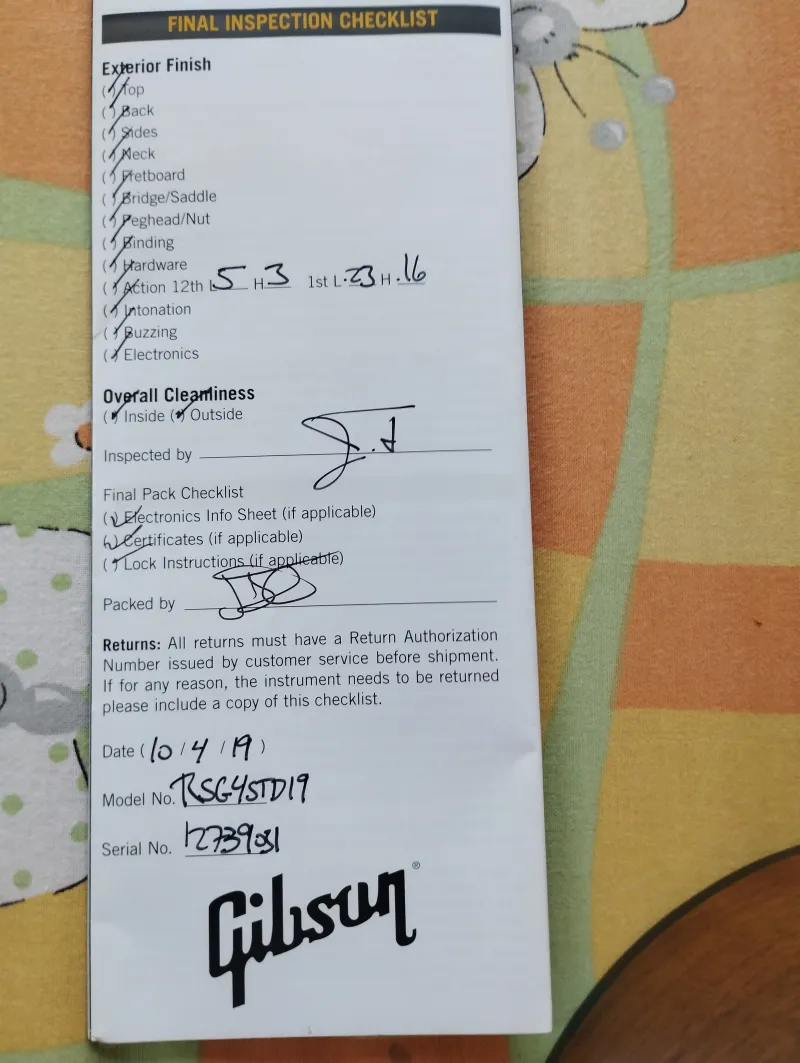 FINAL INSPECTION CHECKLIST
Exterior Finish
(✓) Top
(✓) Back
(✓) Sides
(✓) Neck
(✓) Fretboard
(✓) Bridge/Saddle
(✓) Peghead/Nut
(✓) Binding
(✓) Hardware
(✓) Action 12th L 5 H 3 1st L .23 H .16
(✓) Intonation
(✓) Buzzing
(✓) Electronics
Overall Cleanliness
(✓) Inside (✓) Outside
Inspected by
Final Pack Checklist
(✓) Electronics Info Sheet (if applicable)
(✓) Certificates (if applicable)
(✓) Lock Instructions (if applicable)
Packed by
Returns: All returns must have a Return Authorization
Number issued by customer service before shipment.
If for any reason, the instrument needs to be returned
please include a copy of this checklist.
Date (10/4/19)
Model No. RSG4STD19
Serial No. 12739031
Gibson®